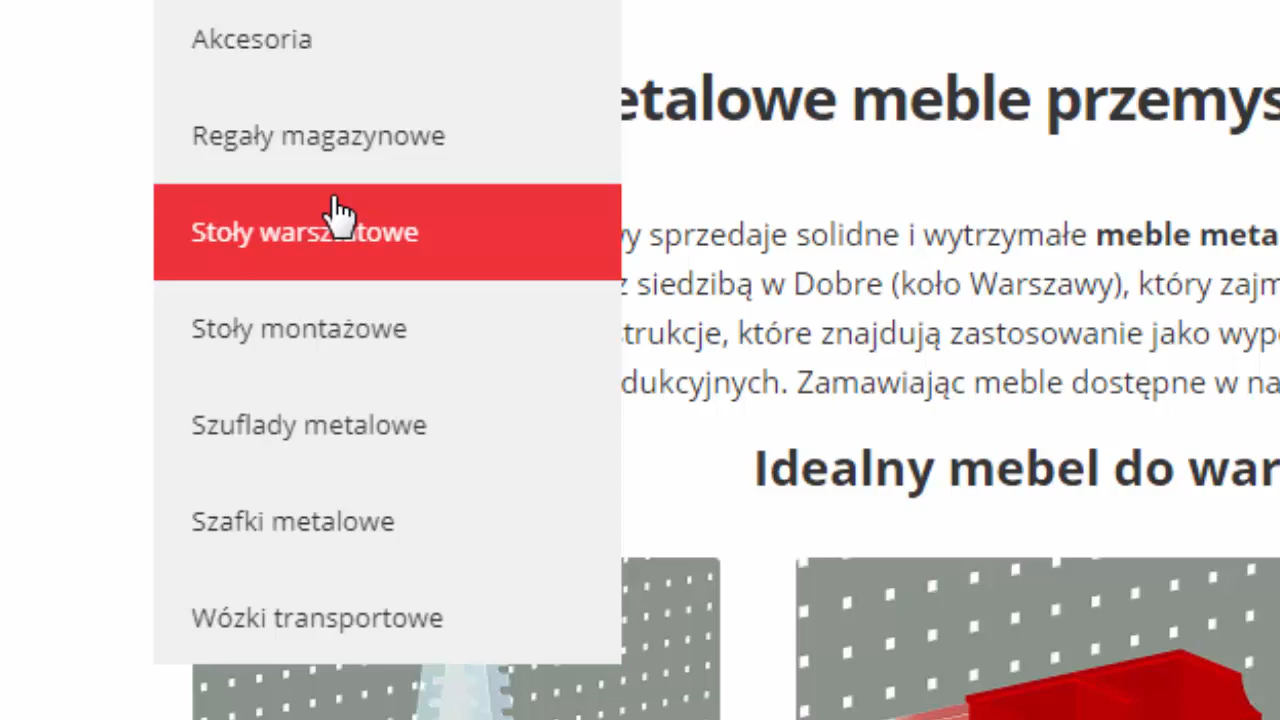 Akcesoria
Regały magazynowe
Stoły warsztatowe
Stoły montażowe
Szuflady metalowe
Szafki metalowe
Wózki transportowe
etalowe meble przemys
y sprzedaje solidne i wytrzymałe meble meta
z siedzibą w Dobre (koło Warszawy), który zajm
strukcje, które znajdują zastosowanie jako wypo
dukcyjnych. Zamawiając meble dostępne w na
Idealny mebel do war